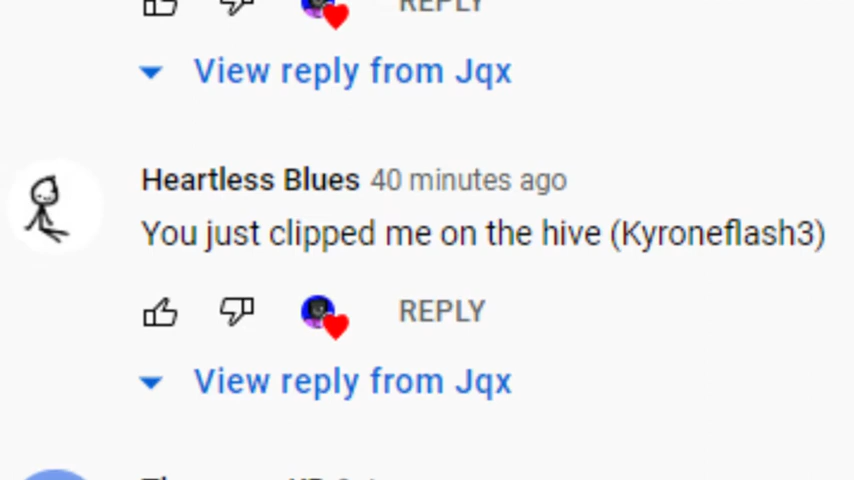 REPLY
View reply from Jqx
Heartless Blues 40 minutes ago
You just clipped me on the hive (Kyroneflash3)
REPLY
View reply from Jqx